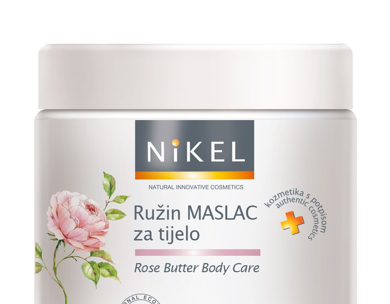 NiKEL
NATURAL INNOVATIVE COSMETICS
Ružin MASLAC
za tijelo
Rose Butter Body Care
kozmetika s potpisom
authentic cosmetics